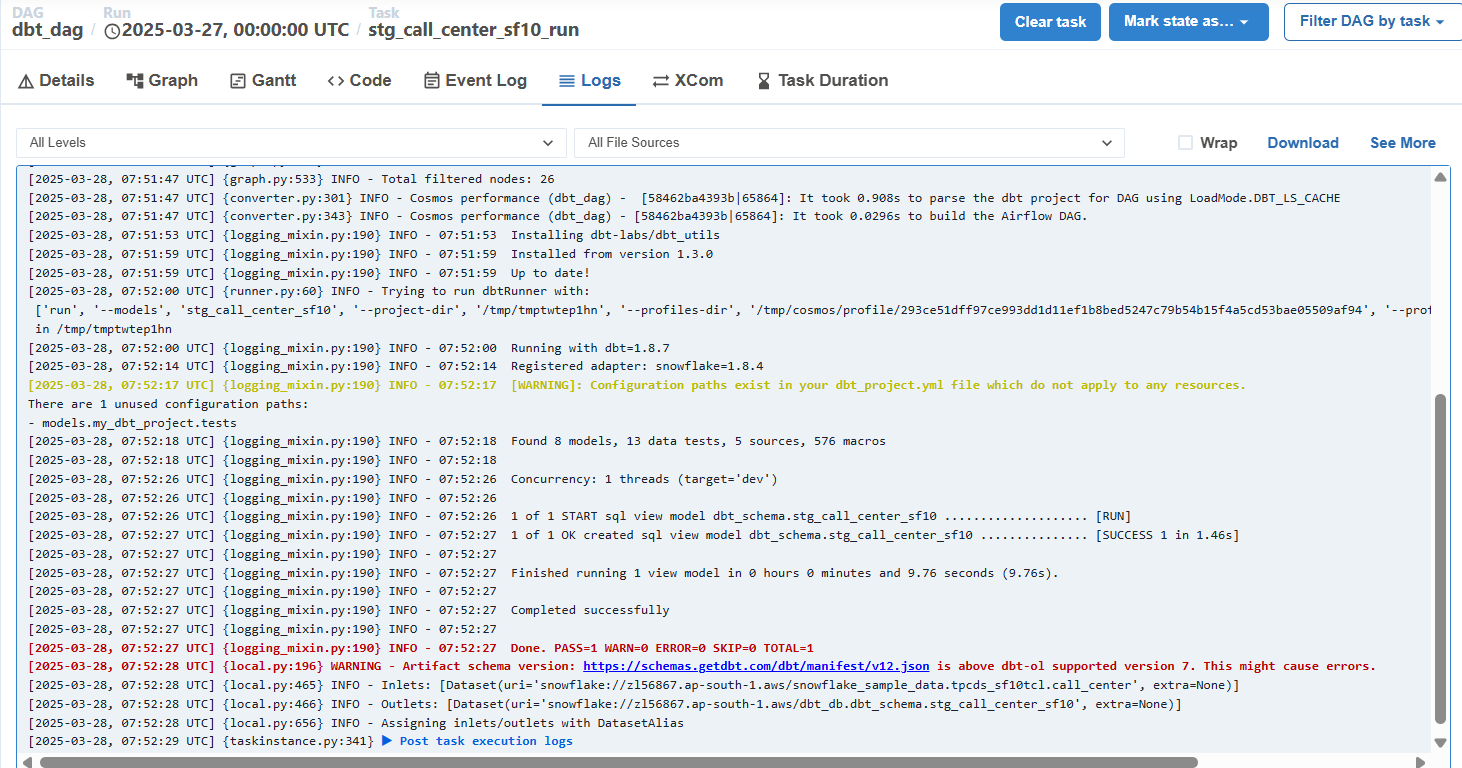 DAG Run Task
dbt_dag / 2025-03-27, 00:00:00 UTC / stg_call_center_sf10_run
Clear task Mark state as… Filter DAG by task
Details Graph Gantt Code Event Log Logs XCom Task Duration
All Levels All File Sources Wrap Download See More
[2025-03-28, 07:51:47 UTC] {graph.py:533} INFO - Total filtered nodes: 26
[2025-03-28, 07:51:47 UTC] {converter.py:301} INFO - Cosmos performance (dbt_dag) -  [58462ba4393b|65864]: It took 0.908s to parse the dbt project for DAG using LoadMode.DBT_LS_CACHE
[2025-03-28, 07:51:47 UTC] {converter.py:343} INFO - Cosmos performance (dbt_dag) - [58462ba4393b|65864]: It took 0.0296s to build the Airflow DAG.
[2025-03-28, 07:51:53 UTC] {logging_mixin.py:190} INFO - 07:51:53  Installing dbt-labs/dbt_utils
[2025-03-28, 07:51:59 UTC] {logging_mixin.py:190} INFO - 07:51:59  Installed from version 1.3.0
[2025-03-28, 07:51:59 UTC] {logging_mixin.py:190} INFO - 07:51:59  Up to date!
[2025-03-28, 07:52:00 UTC] {runner.py:60} INFO - Trying to run dbtRunner with:
['run', '--models', 'stg_call_center_sf10', '--project-dir', '/tmp/tmptwtep1hn', '--profiles-dir', '/tmp/cosmos/profile/293ce51dff97ce993dd1d11ef1b8bed5247c79b54b15f4a5cd53bae05509af94', '--prof
in /tmp/tmptwtep1hn
[2025-03-28, 07:52:00 UTC] {logging_mixin.py:190} INFO - 07:52:00  Running with dbt=1.8.7
[2025-03-28, 07:52:14 UTC] {logging_mixin.py:190} INFO - 07:52:14  Registered adapter: snowflake=1.8.4
[2025-03-28, 07:52:17 UTC] {logging_mixin.py:190} INFO - 07:52:17  [WARNING]: Configuration paths exist in your dbt_project.yml file which do not apply to any resources.
There are 1 unused configuration paths:
- models.my_dbt_project.tests
[2025-03-28, 07:52:18 UTC] {logging_mixin.py:190} INFO - 07:52:18  Found 8 models, 13 data tests, 5 sources, 576 macros
[2025-03-28, 07:52:18 UTC] {logging_mixin.py:190} INFO - 07:52:18
[2025-03-28, 07:52:26 UTC] {logging_mixin.py:190} INFO - 07:52:26  Concurrency: 1 threads (target='dev')
[2025-03-28, 07:52:26 UTC] {logging_mixin.py:190} INFO - 07:52:26
[2025-03-28, 07:52:26 UTC] {logging_mixin.py:190} INFO - 07:52:26  1 of 1 START sql view model dbt_schema.stg_call_center_sf10 .................... [RUN]
[2025-03-28, 07:52:27 UTC] {logging_mixin.py:190} INFO - 07:52:27  1 of 1 OK created sql view model dbt_schema.stg_call_center_sf10 ............... [SUCCESS 1 in 1.46s]
[2025-03-28, 07:52:27 UTC] {logging_mixin.py:190} INFO - 07:52:27
[2025-03-28, 07:52:27 UTC] {logging_mixin.py:190} INFO - 07:52:27  Finished running 1 view model in 0 hours 0 minutes and 9.76 seconds (9.76s).
[2025-03-28, 07:52:27 UTC] {logging_mixin.py:190} INFO - 07:52:27
[2025-03-28, 07:52:27 UTC] {logging_mixin.py:190} INFO - 07:52:27  Completed successfully
[2025-03-28, 07:52:27 UTC] {logging_mixin.py:190} INFO - 07:52:27
[2025-03-28, 07:52:27 UTC] {logging_mixin.py:190} INFO - 07:52:27  Done. PASS=1 WARN=0 ERROR=0 SKIP=0 TOTAL=1
[2025-03-28, 07:52:28 UTC] {local.py:196} WARNING - Artifact schema version: https://schemas.getdbt.com/dbt/manifest/v12.json is above dbt-ol supported version 7. This might cause errors.
[2025-03-28, 07:52:28 UTC] {local.py:465} INFO - Inlets: [Dataset(uri='snowflake://zl56867.ap-south-1.aws/snowflake_sample_data.tpcds_sf10tcl.call_center', extra=None)]
[2025-03-28, 07:52:28 UTC] {local.py:466} INFO - Outlets: [Dataset(uri='snowflake://zl56867.ap-south-1.aws/dbt_db.dbt_schema.stg_call_center_sf10', extra=None)]
[2025-03-28, 07:52:28 UTC] {local.py:656} INFO - Assigning inlets/outlets with DatasetAlias
[2025-03-28, 07:52:29 UTC] {taskinstance.py:341} ▶ Post task execution logs